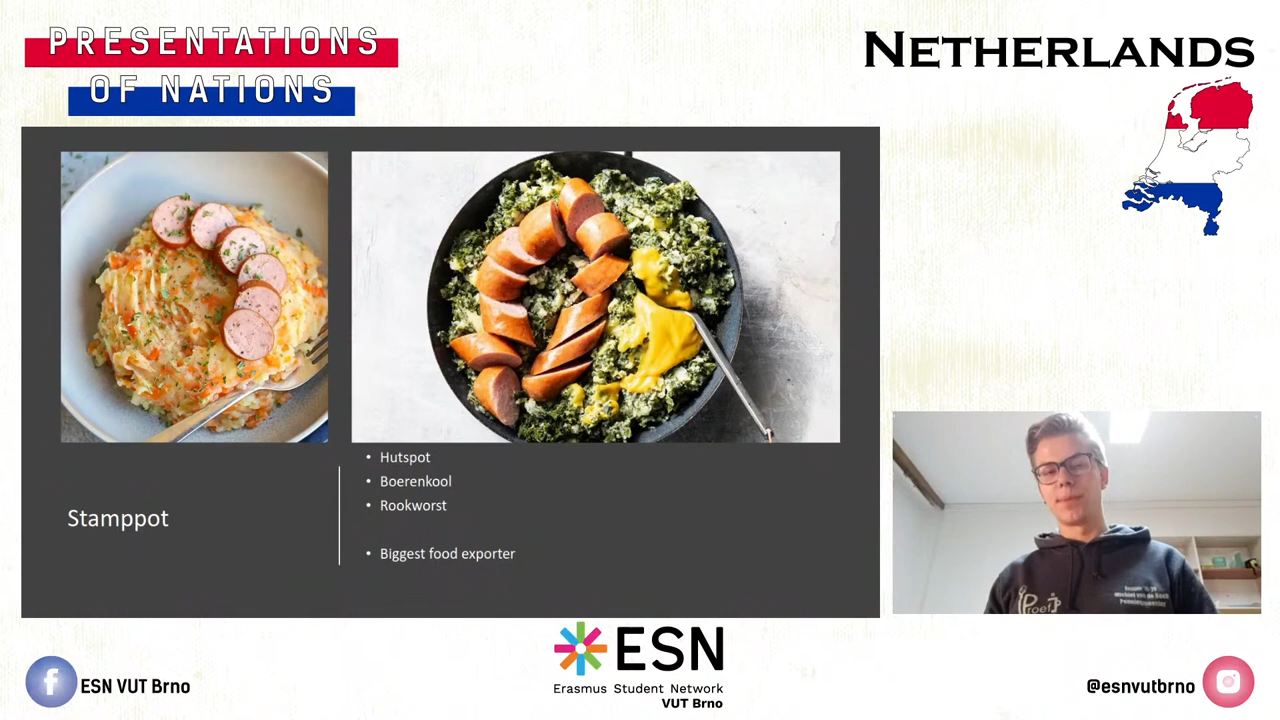 PRESENTATIONS
OF NATIONS
NETHERLANDS
Stamppot
• Hutspot
• Boerenkool
• Rookworst
• Biggest food exporter
Proef
ESN
Erasmus Student Network
VUT Brno
ESN VUT Brno
@esnvutbrno